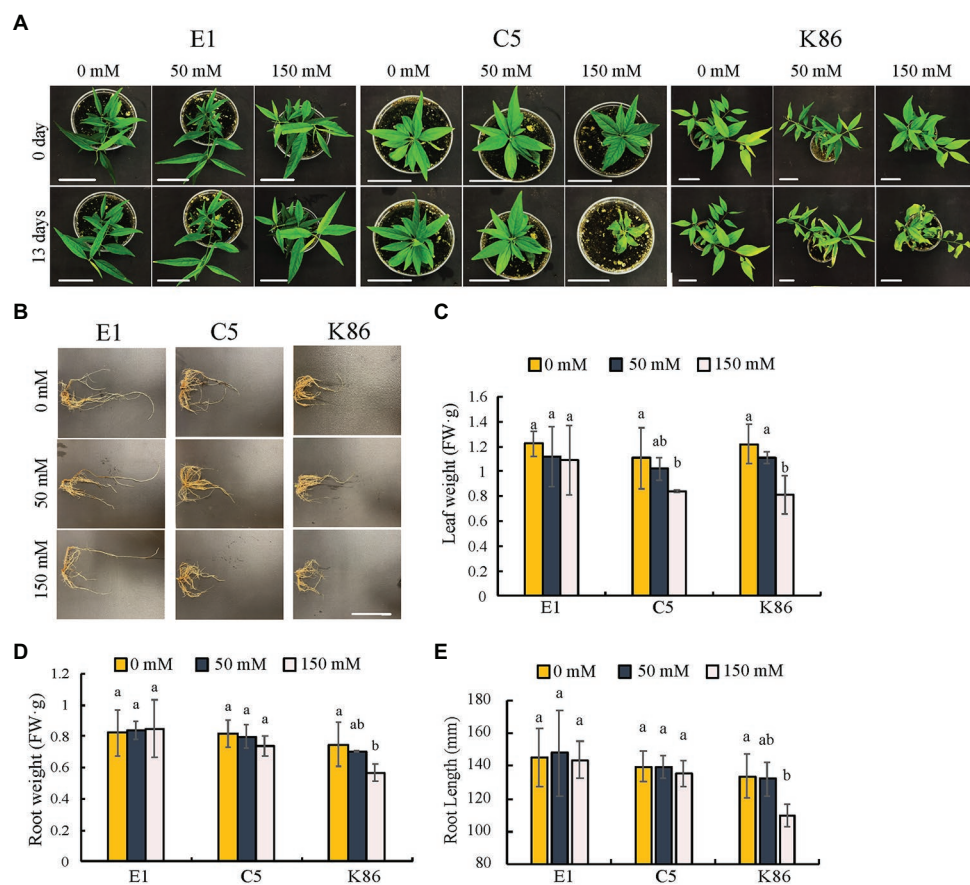 A
E1 C5 K86
0 mM 50 mM 150 mM 0 mM 50 mM 150 mM 0 mM 50 mM 150 mM
0 day
13 days
B
E1 C5 K86
0 mM
50 mM
150 mM
C
0 mM 50 mM 150 mM
Leaf weight (FW·g)
1.6
1.4
1.2
1
0.8
0.6
0.4
0.2
0
a a a a ab b a a b
E1 C5 K86
D
0 mM 50 mM 150 mM
Root weight (FW·g)
1.2
1
0.8
0.6
0.4
0.2
0
a a a a a a a ab b
E1 C5 K86
E
0 mM 50 mM 150 mM
Root Length (mm)
180
160
140
120
100
80
a a a a a a a ab b
E1 C5 K86